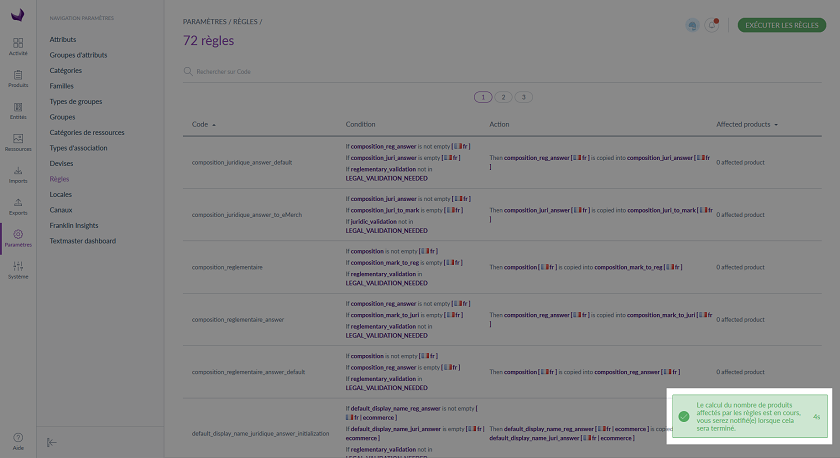 NAVIGATION PARAMÈTRES
Activité
Produits
Entités
Ressources
Imports
Exports
Paramètres
Système
Aide
Attributs
Groupes d'attributs
Catégories
Familles
Types de groupes
Groupes
Catégories de ressources
Types d'association
Devises
Règles
Locales
Canaux
Franklin Insights
Textmaster dashboard
PARAMÈTRES / RÈGLES /
72 règles
EXÉCUTER LES RÈGLES
Rechercher sur Code
1 2 3
Code Condition Action Affected products
composition_juridique_answer_default
If composition_reg_answer is not empty [ fr ]
If composition_juri_answer is empty [ fr ]
If reglementary_validation not in
LEGAL_VALIDATION_NEEDED
Then composition_reg_answer [ fr ] is copied into composition_juri_answer [ fr
]
0 affected product
composition_juridique_answer_to_eMerch
If composition_juri_answer is not empty [ fr ]
If composition_juri_to_mark is empty [ fr ]
If juridic_validation not in
LEGAL_VALIDATION_NEEDED
Then composition_juri_answer [ fr ] is copied into composition_juri_to_mark [ fr
]
0 affected product
composition_reglementaire
If composition is not empty [ fr ]
If composition_mark_to_reg is empty [ fr ]
If reglementary_validation in
LEGAL_VALIDATION_NEEDED
Then composition [ fr ] is copied into composition_mark_to_reg [ fr ]
0 affected product
composition_reglementaire_answer
If composition_reg_answer is not empty [ fr ]
If composition_mark_to_juri is empty [ fr ]
If reglementary_validation not in
LEGAL_VALIDATION_NEEDED
Then composition_reg_answer [ fr ] is copied into composition_mark_to_juri [ fr
]
0 affected product
composition_reglementaire_answer_default
If composition is not empty [ fr ]
If composition_reg_answer is empty [ fr ]
If reglementary_validation not in
LEGAL_VALIDATION_NEEDED
Then composition [ fr ] is copied into composition_reg_answer [ fr ]
0 affected product
default_display_name_juridique_answer_initialization
If default_display_name_reg_answer is not empty [
fr | ecommerce ]
If default_display_name_juri_answer is empty [ fr |
ecommerce ]
If reglementary_validation not in
LEGAL_VALIDATION_NEEDED
Then default_display_name_reg_answer [ fr | ecommerce ] is copied
default_display_name_juri_answer [ fr | ecommerce ]
Le calcul du nombre de produits
affectés par les règles est en cours,
vous serez notifié(e) lorsque cela
sera terminé.
4s